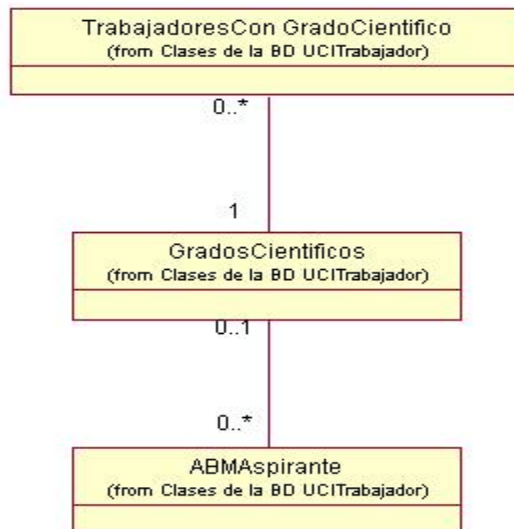 TrabajadoresCon GradoCientifico
(from Clases de la BD UCITrabajador)
0..*
1
GradosCientificos
(from Clases de la BD UCITrabajador)
0..1
0..*
ABMAspirante
(from Clases de la BD UCITrabajador)